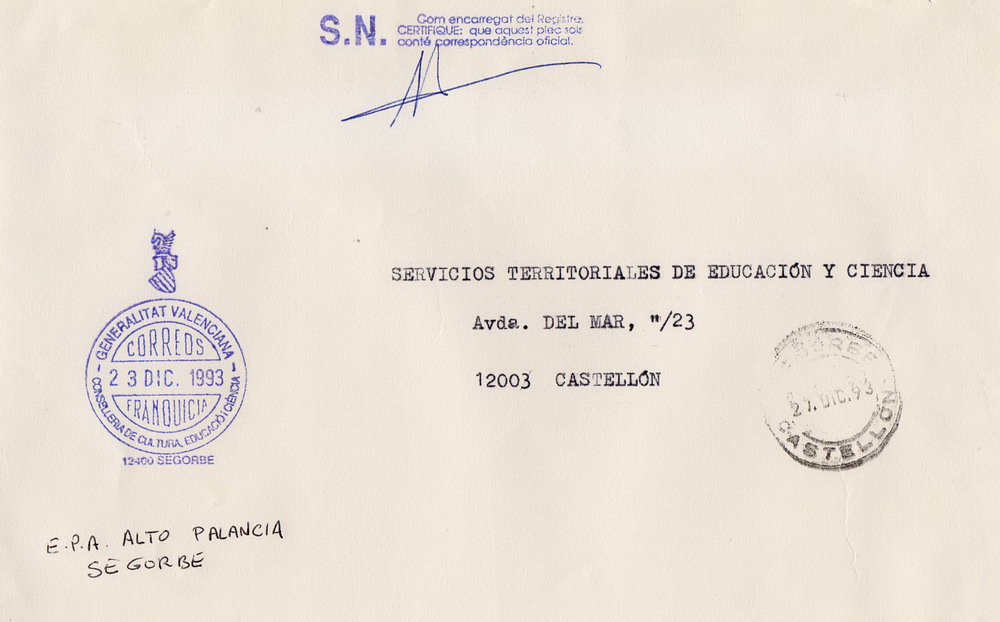 S.N.
Com encarregat del Registre,
CERTIFIQUE: que aquest plec sols
conté correspondència oficial.
SERVICIOS TERRITORIALES DE EDUCACIÓN Y CIENCIA
Avda. DEL MAR, "/23
12003 CASTELLÓN
GENERALITAT VALENCIANA
CORREOS
23 DIC. 1993
FRANQUICIA
CONSELLERIA DE CULTURA, EDUCACIÓ I CIÈNCIA
12400 SEGORBE
SEGORBE
27.DIC.93
CASTELLÓN
E.P.A. ALTO PALANCIA
SEGORBE